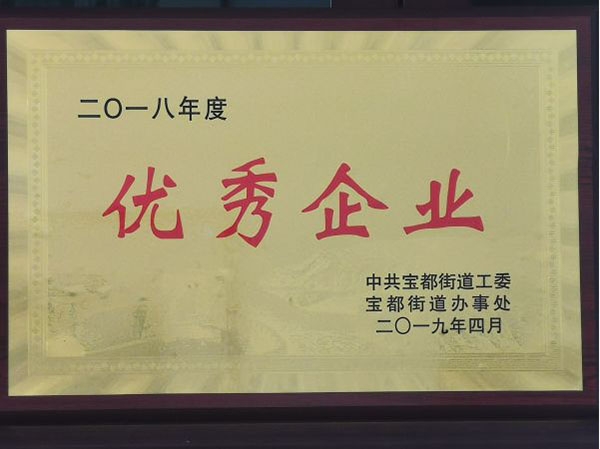 二〇一八年度
优秀企业
中共宝都街道工委
宝都街道办事处
二〇一九年四月